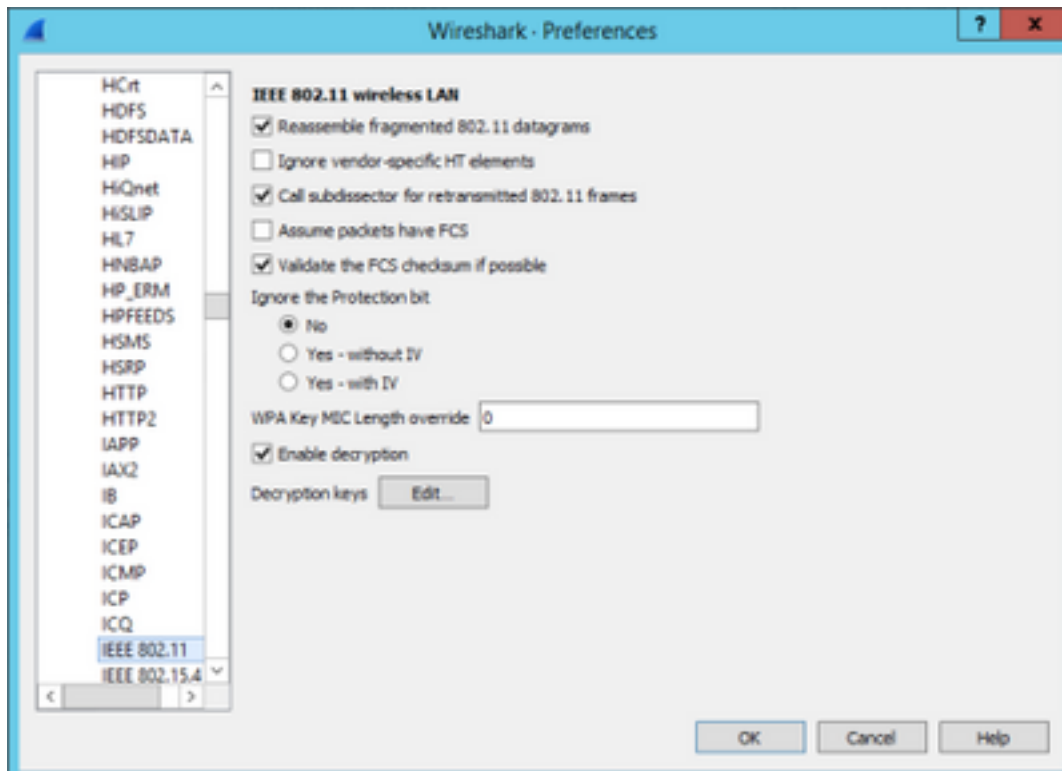 Wireshark · Preferences
? x
HCrt
HDFS
HDFSDATA
HIP
HiQnet
HiSLIP
HL7
HNBAP
HP_ERM
HPFEEDS
HSMS
HSRP
HTTP
HTTP2
IAPP
IAX2
IB
ICAP
ICEP
ICMP
ICP
ICQ
IEEE 802.11
IEEE 802.15.4
IEEE 802.11 wireless LAN
Reassemble fragmented 802.11 datagrams
Ignore vendor-specific HT elements
Call subdissector for retransmitted 802.11 frames
Assume packets have FCS
Validate the FCS checksum if possible
Ignore the Protection bit
No
Yes - without IV
Yes - with IV
WPA Key MIC Length override 0
Enable decryption
Decryption keys Edit...
OK Cancel Help